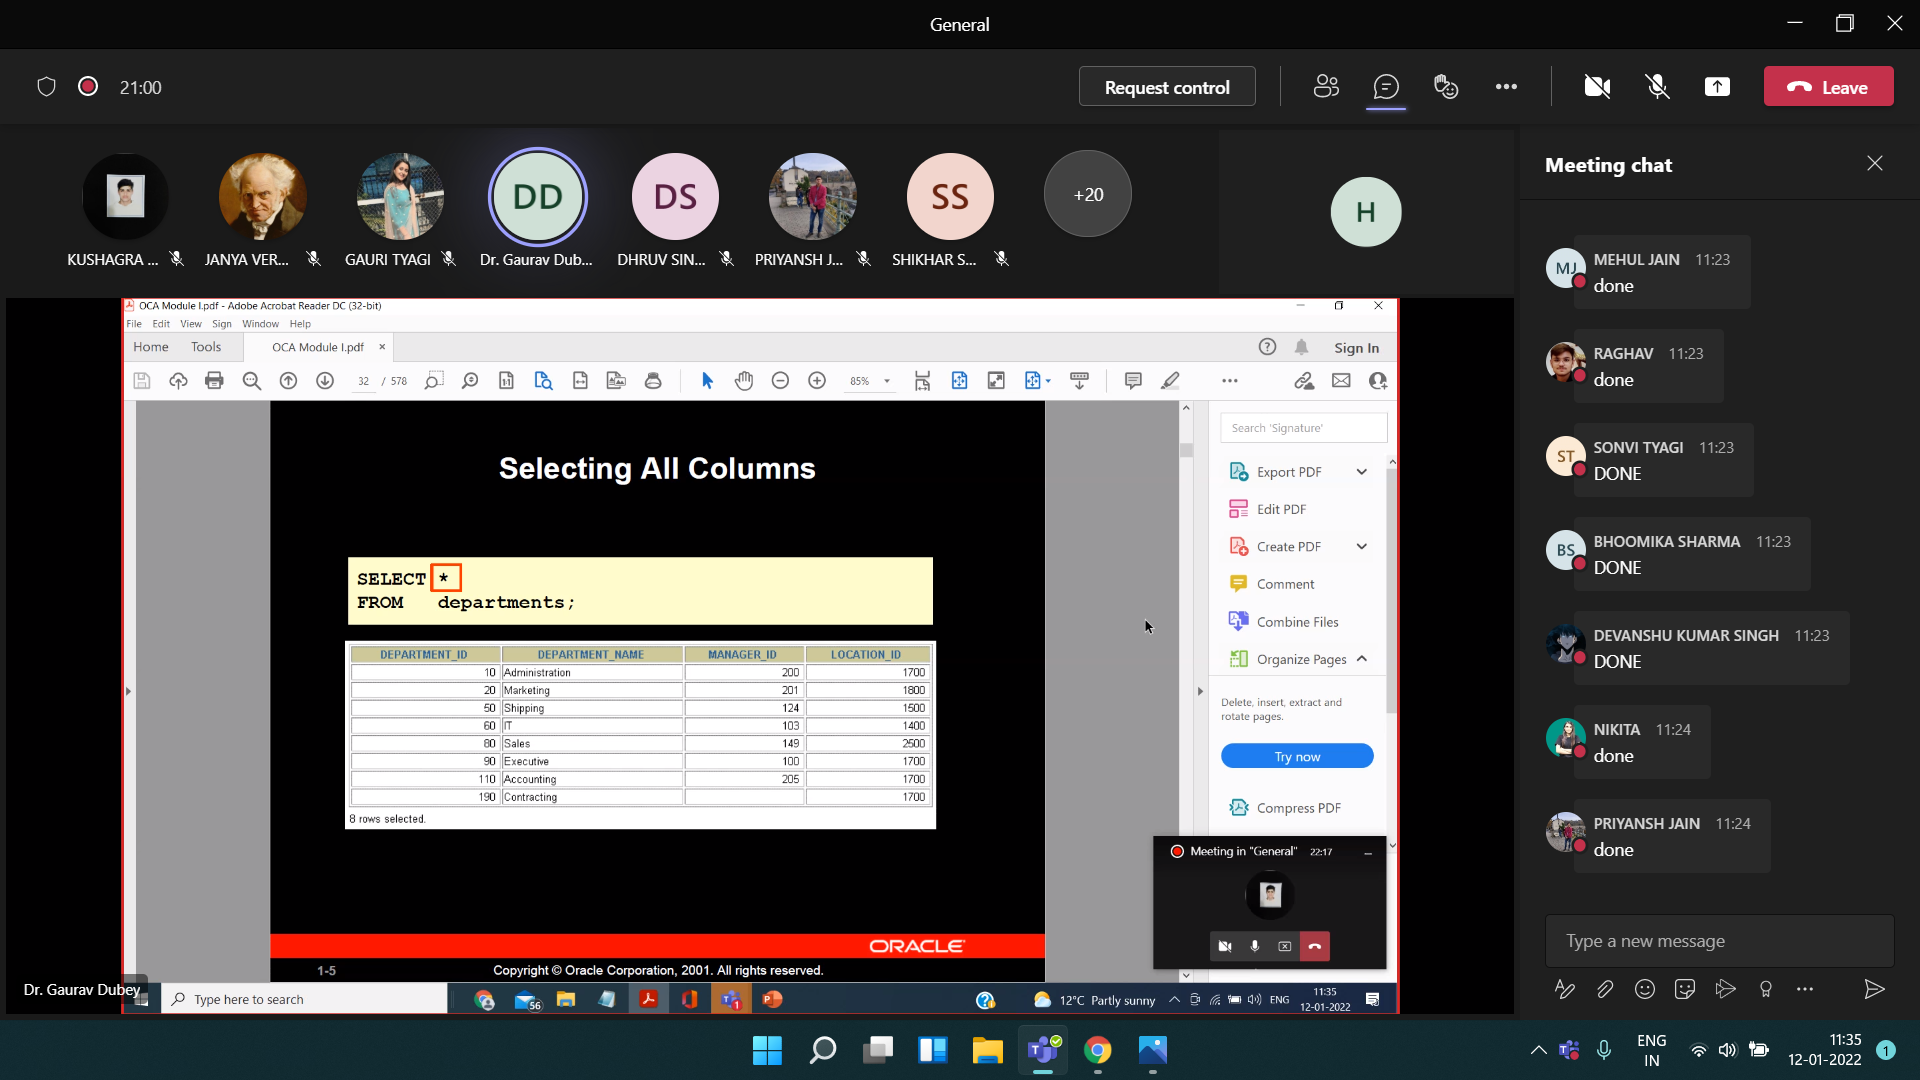 General
21:00
Request control
Leave
KUSHAGRA ...
JANYA VER...
GAURI TYAGI
DD
Dr. Gaurav Dub...
DS
DHRUV SIN...
PRIYANSH J...
SS
SHIKHAR S...
+20
H
OCA Module I.pdf - Adobe Acrobat Reader DC (32-bit)
File Edit View Sign Window Help
Home Tools OCA Module I.pdf Sign In
32 / 578 85%
Selecting All Columns
SELECT *
FROM departments;
DEPARTMENT_ID DEPARTMENT_NAME MANAGER_ID LOCATION_ID
10 Administration 200 1700
20 Marketing 201 1800
50 Shipping 124 1500
60 IT 103 1400
80 Sales 149 2500
90 Executive 100 1700
110 Accounting 205 1700
190 Contracting 1700
8 rows selected.
ORACLE
1-5 Copyright © Oracle Corporation, 2001. All rights reserved.
Search 'Signature'
Export PDF
Edit PDF
Create PDF
Comment
Combine Files
Organize Pages
Delete, insert, extract and
rotate pages.
Try now
Compress PDF
Meeting in "General" 22:17
Dr. Gaurav Dubey
Type here to search
56
1
12°C Partly sunny
ENG
11:35
12-01-2022
Meeting chat
MJ
MEHUL JAIN 11:23
done
RAGHAV 11:23
done
ST
SONVI TYAGI 11:23
DONE
BS
BHOOMIKA SHARMA 11:23
DONE
DEVANSHU KUMAR SINGH 11:23
DONE
NIKITA 11:24
done
PRIYANSH JAIN 11:24
done
Type a new message
ENG
IN
11:35
12-01-2022
1